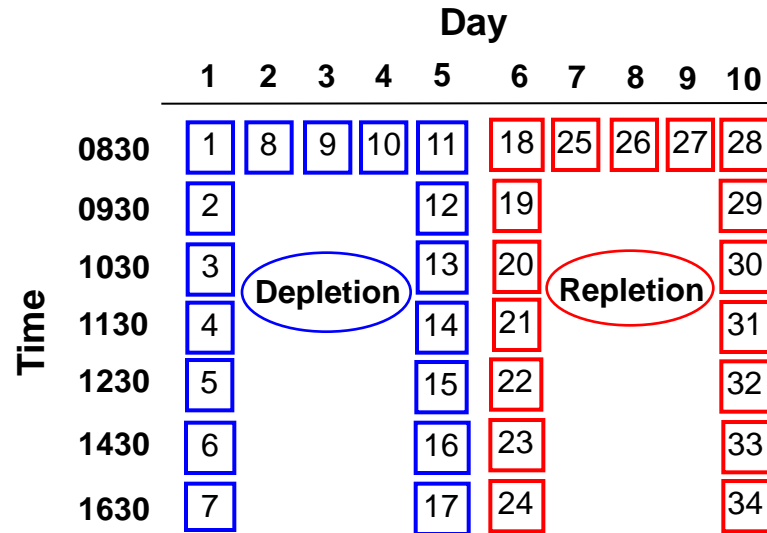 Day
1 2 3 4 5 6 7 8 9 10
0830 1 8 9 10 11 18 25 26 27 28
0930 2 12 19 29
1030 3 13 20 30
Depletion Repletion
1130 4 14 21 31
1230 5 15 22 32
1430 6 16 23 33
1630 7 17 24 34
Time